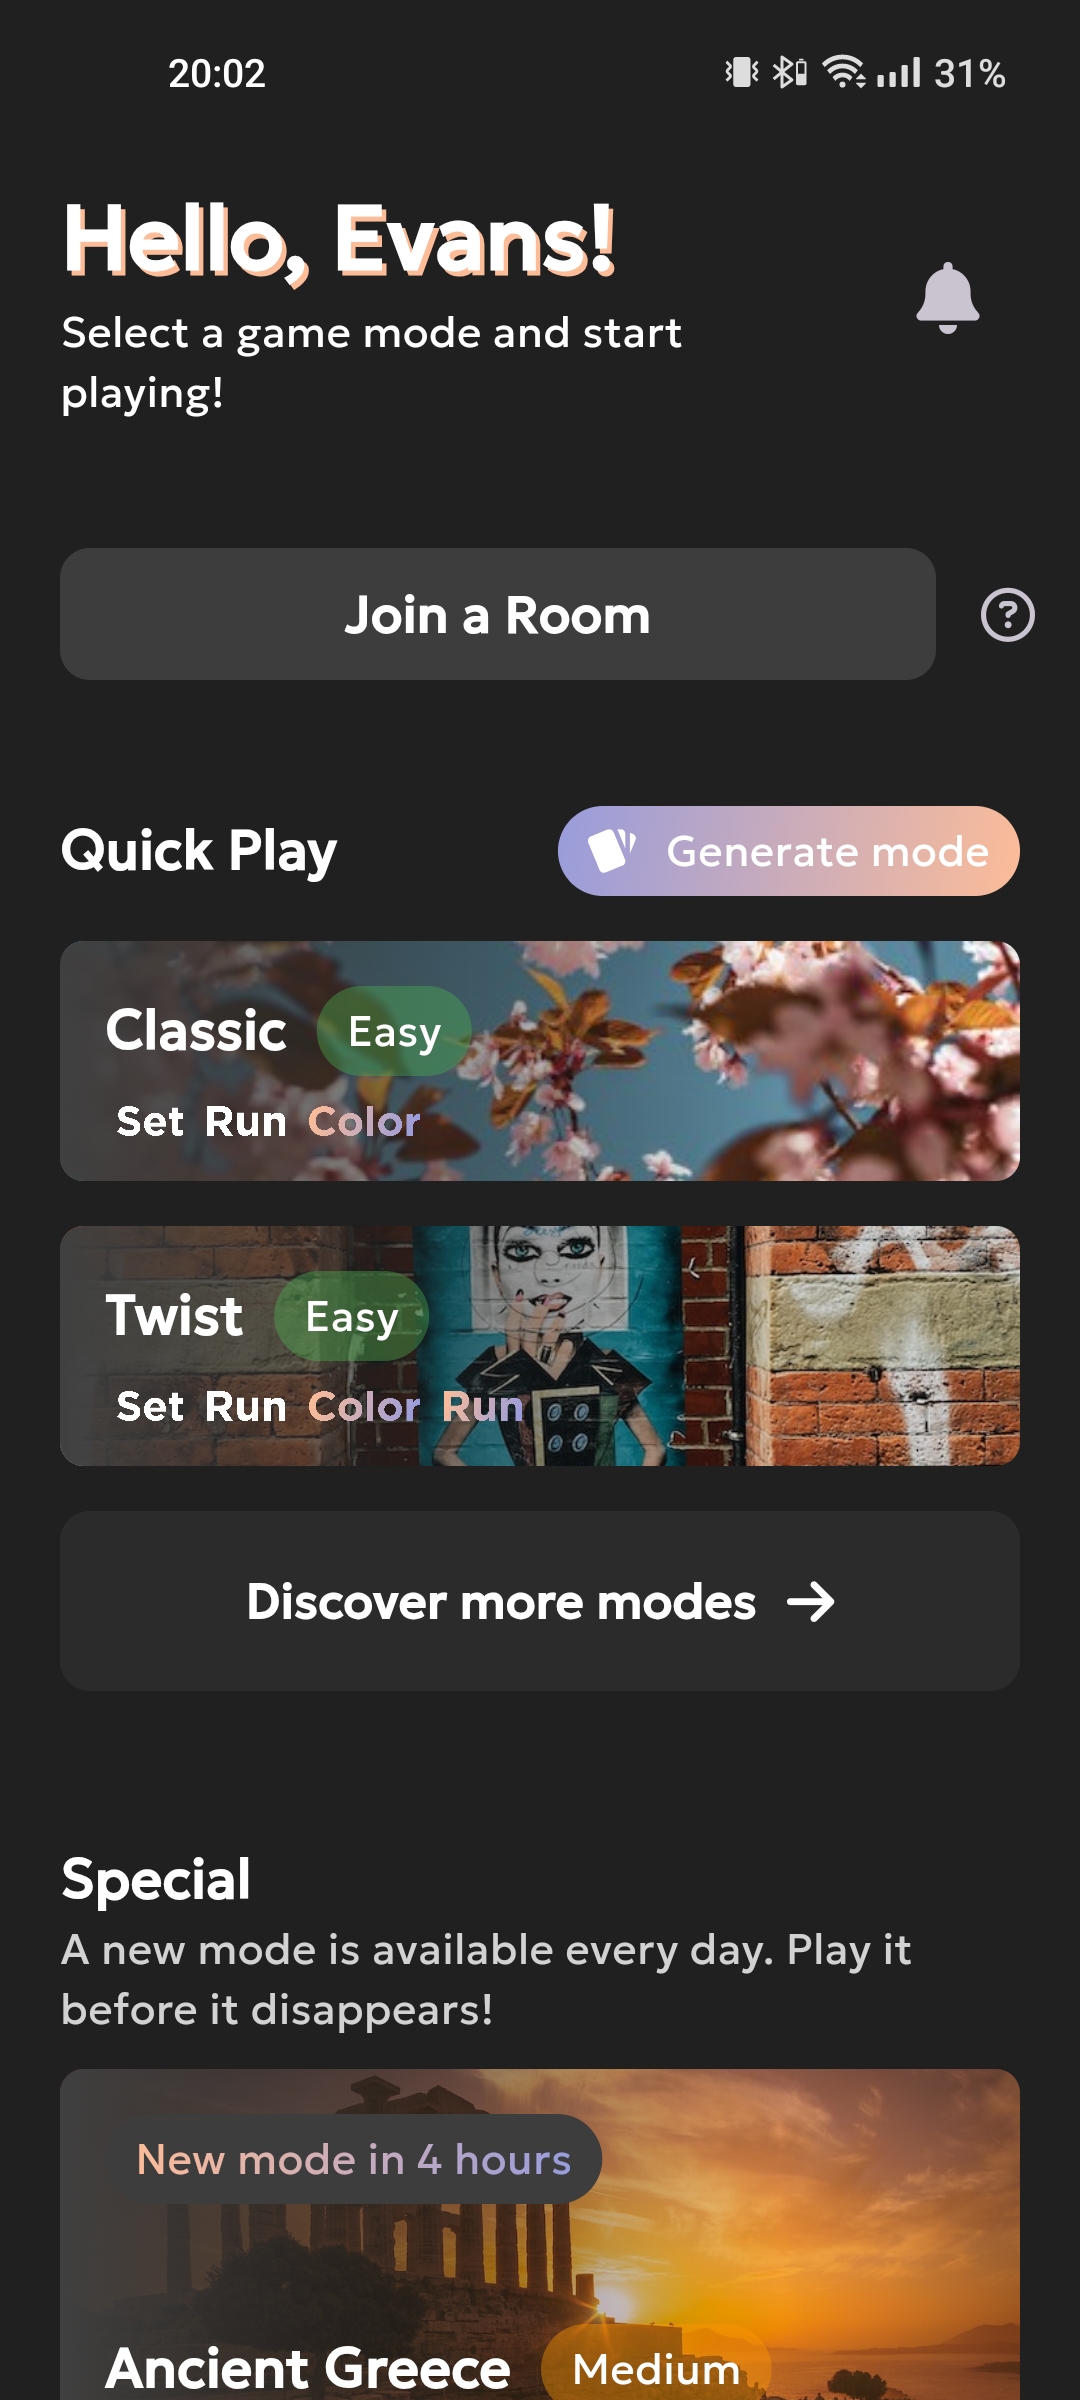 20:02
31%
Hello, Evans!
Select a game mode and start
playing!
Join a Room
Quick Play
Generate mode
Classic Easy
Set Run Color
Twist Easy
Set Run Color Run
Discover more modes
Special
A new mode is available every day. Play it
before it disappears!
New mode in 4 hours
Ancient Greece Medium